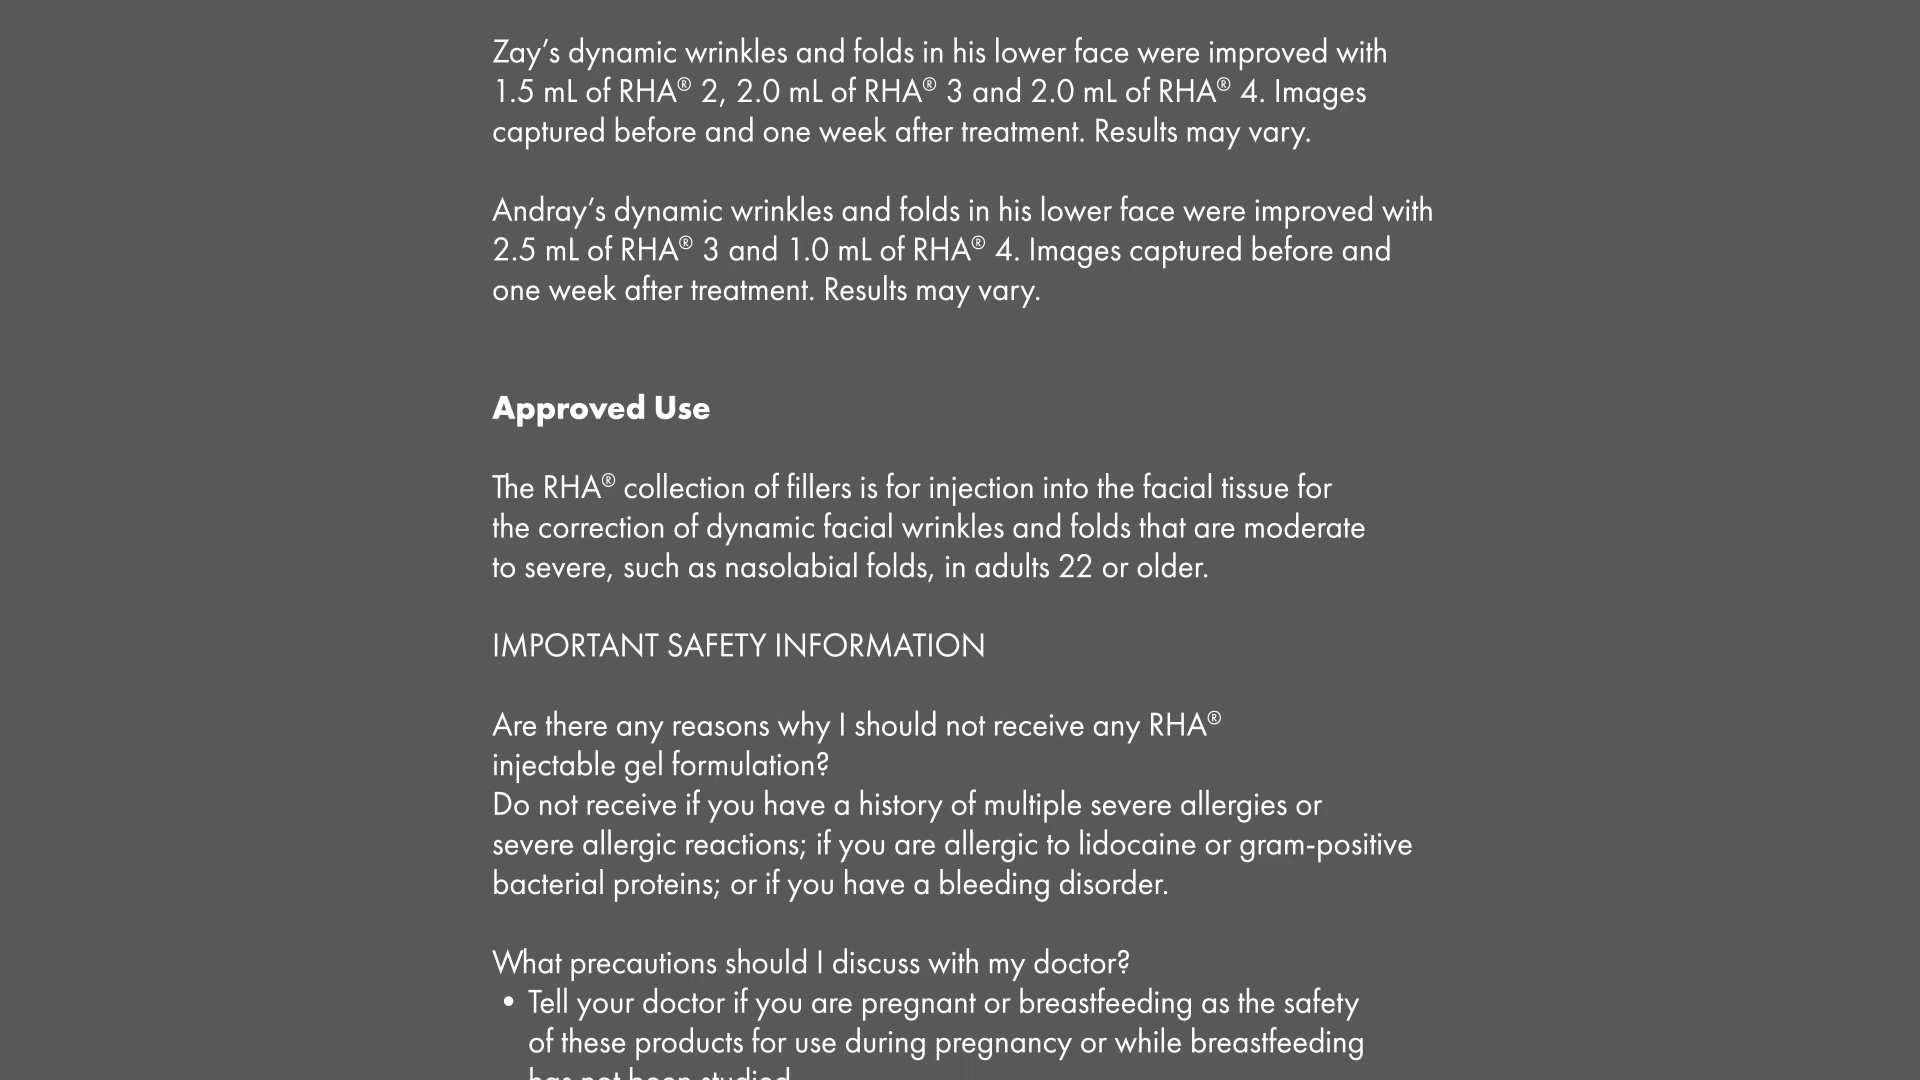 Zay’s dynamic wrinkles and folds in his lower face were improved with
1.5 mL of RHA® 2, 2.0 mL of RHA® 3 and 2.0 mL of RHA® 4. Images
captured before and one week after treatment. Results may vary.
Andray’s dynamic wrinkles and folds in his lower face were improved with
2.5 mL of RHA® 3 and 1.0 mL of RHA® 4. Images captured before and
one week after treatment. Results may vary.
Approved Use
The RHA® collection of fillers is for injection into the facial tissue for
the correction of dynamic facial wrinkles and folds that are moderate
to severe, such as nasolabial folds, in adults 22 or older.
IMPORTANT SAFETY INFORMATION
Are there any reasons why I should not receive any RHA®
injectable gel formulation?
Do not receive if you have a history of multiple severe allergies or
severe allergic reactions; if you are allergic to lidocaine or gram-positive
bacterial proteins; or if you have a bleeding disorder.
What precautions should I discuss with my doctor?
• Tell your doctor if you are pregnant or breastfeeding as the safety
of these products for use during pregnancy or while breastfeeding
has not been studied